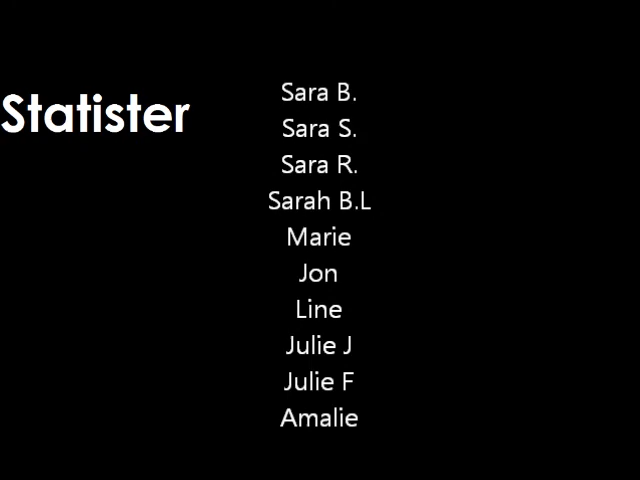 Statister
Sara B.
Sara S.
Sara R.
Sarah B.L
Marie
Jon
Line
Julie J
Julie F
Amalie